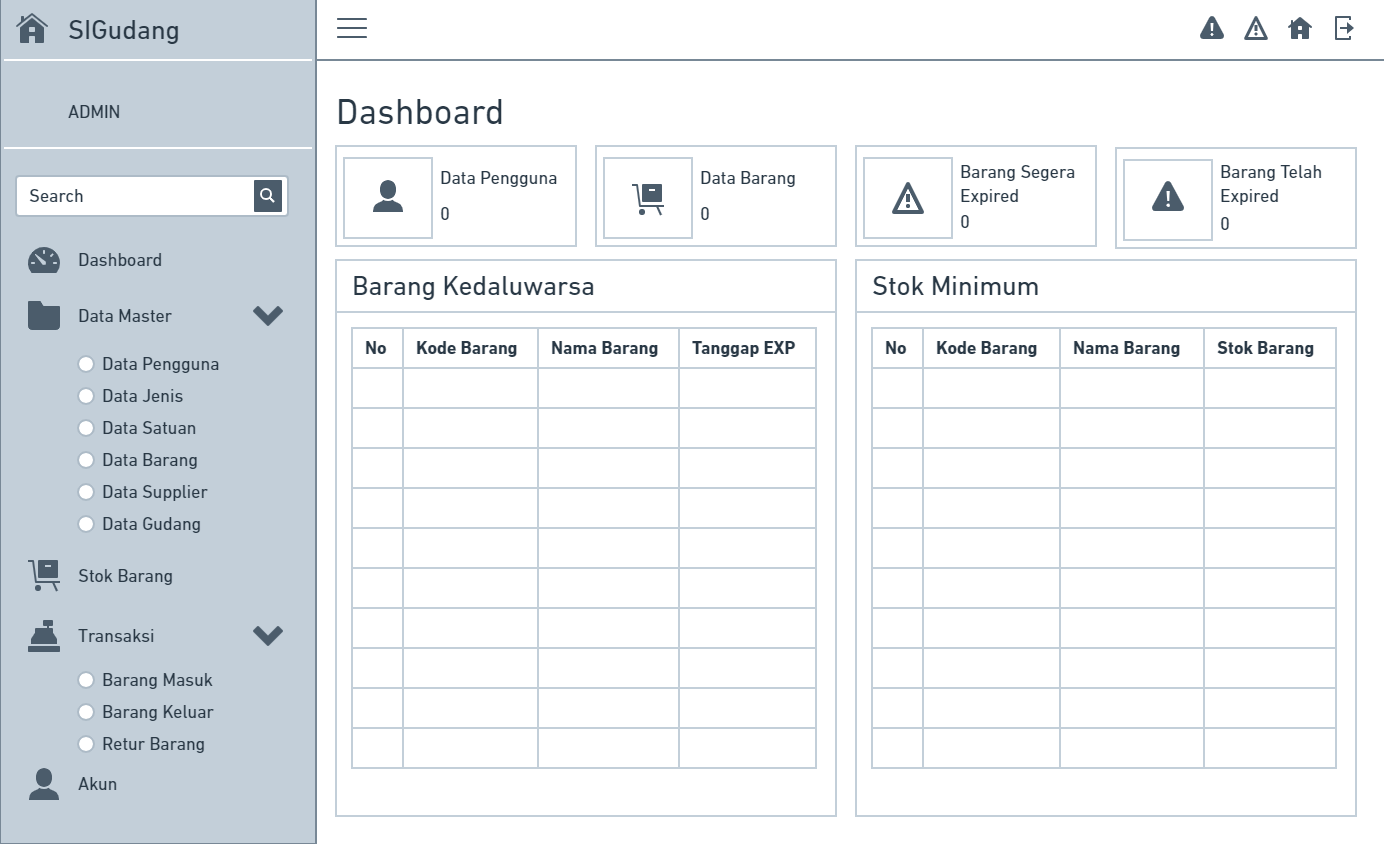 SIGudang
ADMIN
Search
Dashboard
Data Master
Data Pengguna
Data Jenis
Data Satuan
Data Barang
Data Supplier
Data Gudang
Stok Barang
Transaksi
Barang Masuk
Barang Keluar
Retur Barang
Akun
Dashboard
Data Pengguna
0
Data Barang
0
Barang Segera
Expired
0
Barang Telah
Expired
0
Barang Kedaluwarsa
No Kode Barang Nama Barang Tanggap EXP
Stok Minimum
No Kode Barang Nama Barang Stok Barang